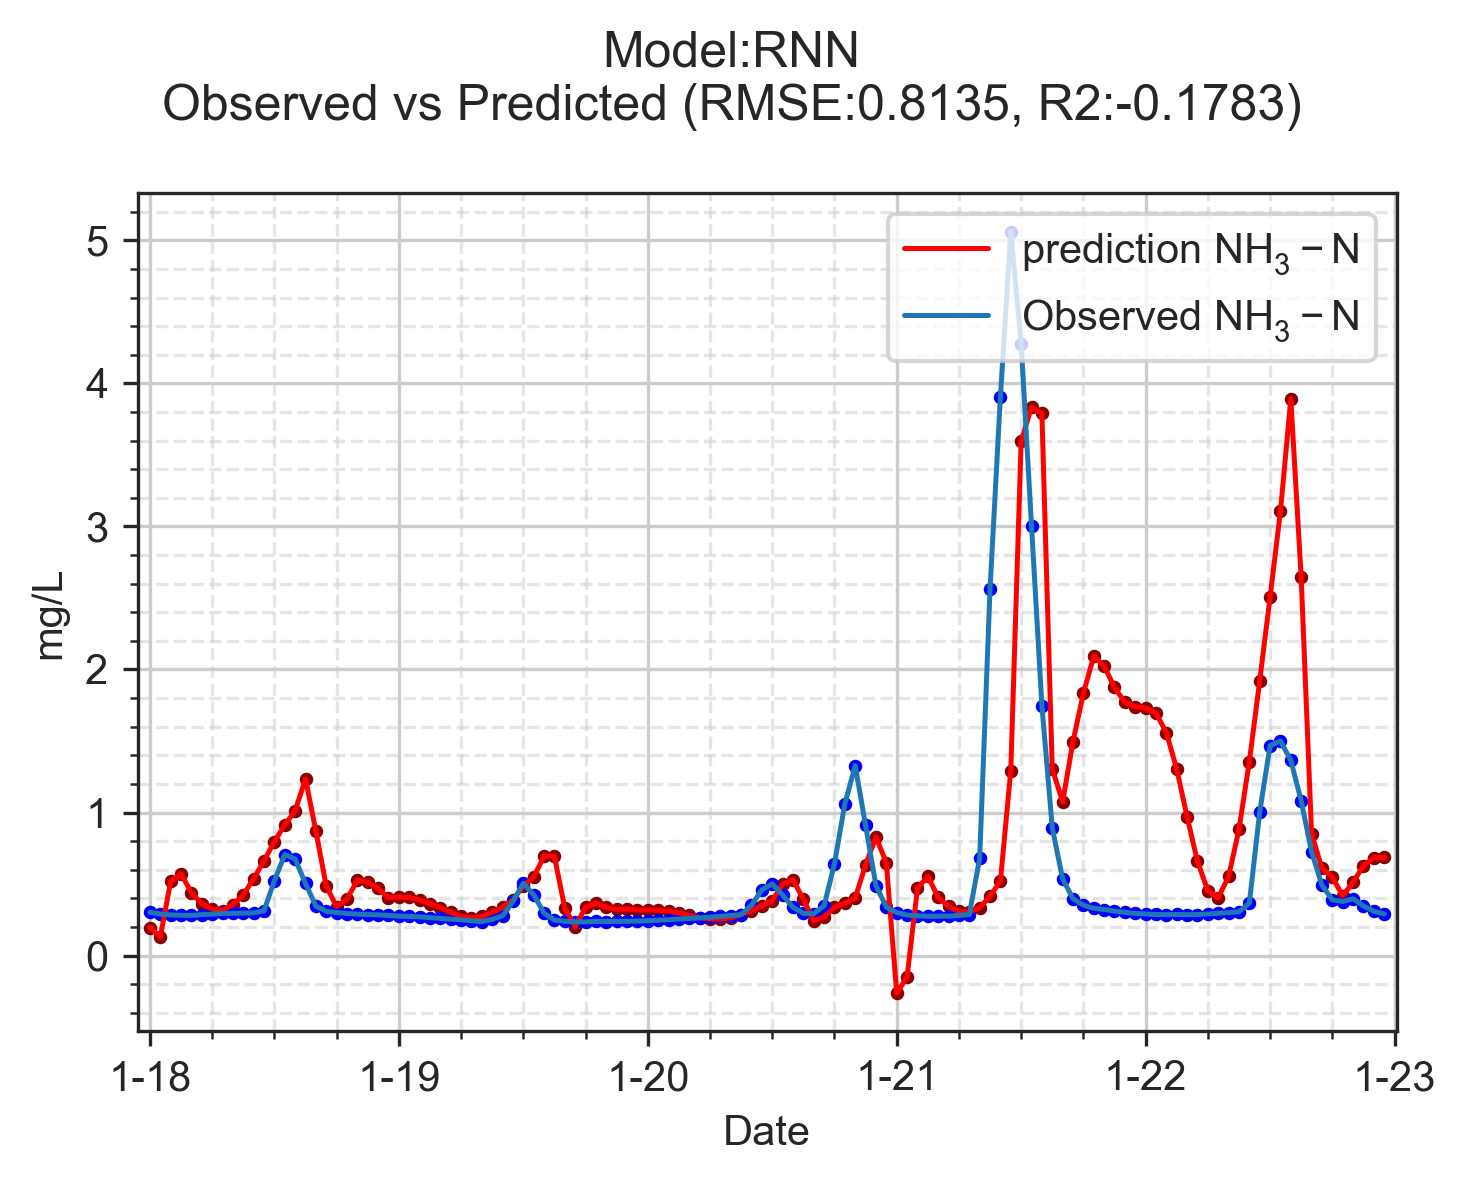 Model:RNN
Observed vs Predicted (RMSE:0.8135, R2:-0.1783)
prediction NH₃ − N
Observed NH₃ − N
5
4
3
2
1
0
mg/L
1-18 1-19 1-20 1-21 1-22 1-23
Date